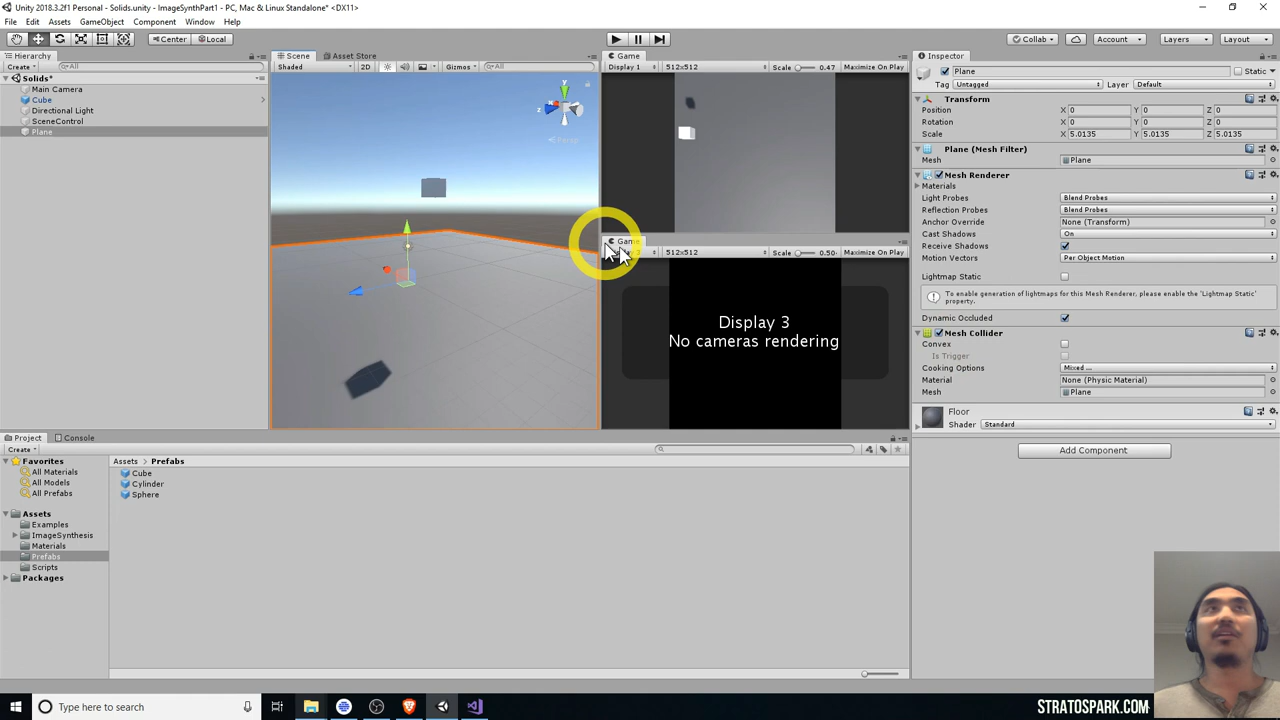 Unity 2018.3.2f1 Personal - Solids.unity - ImageSynthPart1 - PC, Mac & Linux Standalone* <DX11>
File Edit Assets GameObject Component Window Help
Center Local Collab Account Layers Layout
Hierarchy Scene Asset Store Game Inspector
Create All Shaded 2D Gizmos All Display 1 512x512 Scale 0.47 Maximize On Play
Solids*
Main Camera
Cube
Directional Light
SceneControl
Plane
y
z
Persp
Game
512x512 Scale 0.50 Maximize On Play
Display 3
No cameras rendering
Plane Static
Tag Untagged Layer Default
Transform
Position X 0 Y 0 Z 0
Rotation X 0 Y 0 Z 0
Scale X 5.0135 Y 5.0135 Z 5.0135
Plane (Mesh Filter)
Mesh Plane
Mesh Renderer
Materials
Light Probes Blend Probes
Reflection Probes Blend Probes
Anchor Override None (Transform)
Cast Shadows On
Receive Shadows
Motion Vectors Per Object Motion
Lightmap Static
To enable generation of lightmaps for this Mesh Renderer, please enable the 'Lightmap Static' property.
Dynamic Occluded
Mesh Collider
Convex
Is Trigger
Cooking Options Mixed ...
Material None (Physic Material)
Mesh Plane
Floor
Shader Standard
Add Component
Project Console
Create
Favorites
All Materials
All Models
All Prefabs
Assets
Examples
ImageSynthesis
Materials
Prefabs
Scripts
Packages
Assets Prefabs
Cube
Cylinder
Sphere
Type here to search
STRATOSPARK.COM